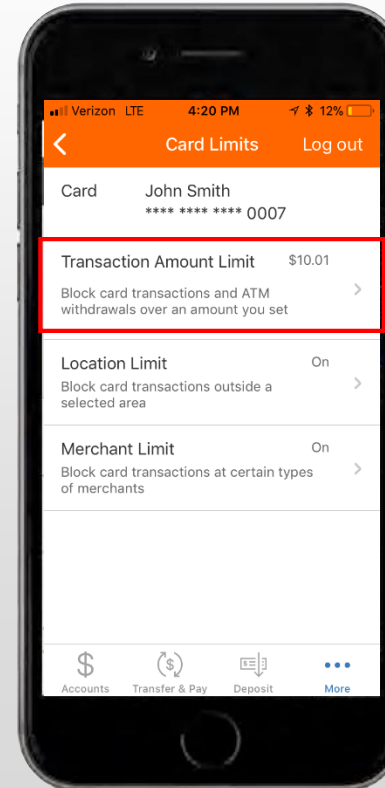 Verizon LTE 4:20 PM 12%
Card Limits Log out
Card John Smith
**** **** **** 0007
Transaction Amount Limit $10.01
Block card transactions and ATM
withdrawals over an amount you set
Location Limit On
Block card transactions outside a
selected area
Merchant Limit On
Block card transactions at certain types
of merchants
Accounts Transfer & Pay Deposit More